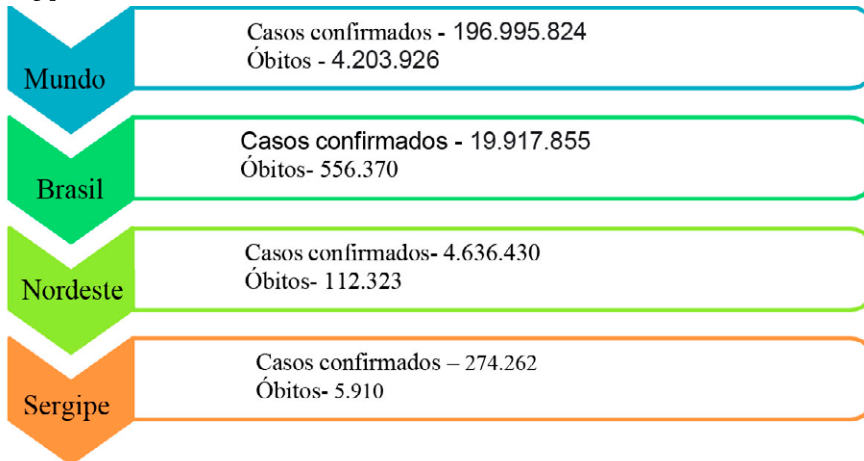 Mundo
Casos confirmados - 196.995.824
Óbitos - 4.203.926
Brasil
Casos confirmados - 19.917.855
Óbitos- 556.370
Nordeste
Casos confirmados- 4.636.430
Óbitos- 112.323
Sergipe
Casos confirmados – 274.262
Óbitos- 5.910